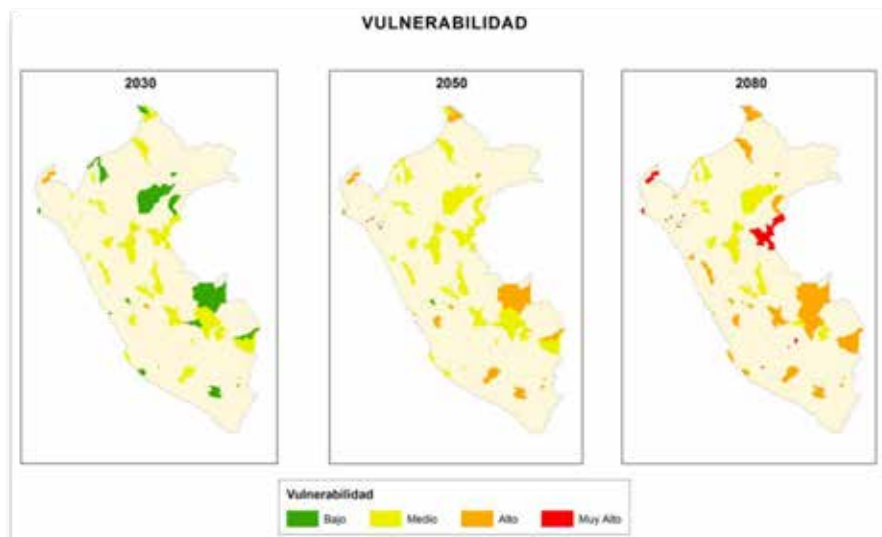 VULNERABILIDAD
2030
2050
2080
Vulnerabilidad
Bajo
Medio
Alto
Muy Alto